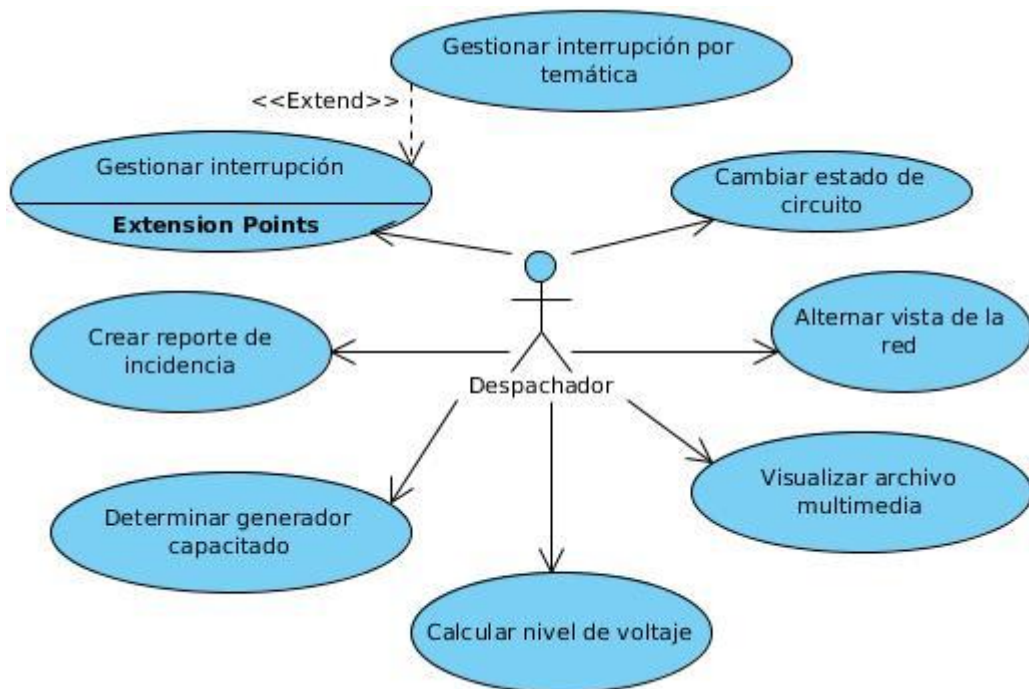 Gestionar interrupción por
temática
<<Extend>>
Gestionar interrupción
Extension Points
Cambiar estado de
circuito
Crear reporte de
incidencia
Alternar vista de la
red
Despachador
Determinar generador
capacitado
Visualizar archivo
multimedia
Calcular nivel de voltaje